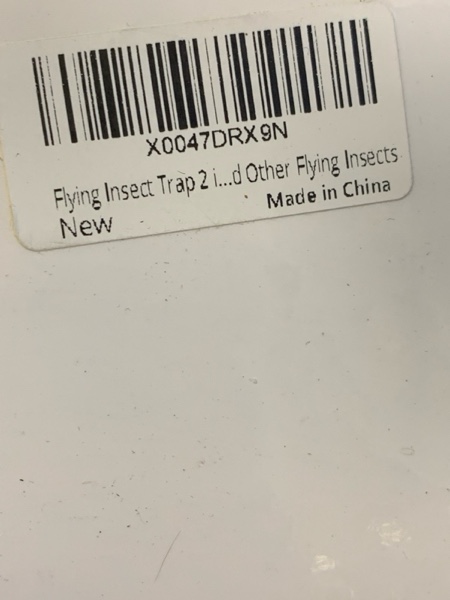 X0047DRX9N
Flying Insect Trap 2 i...d Other Flying Insects
New
Made in China